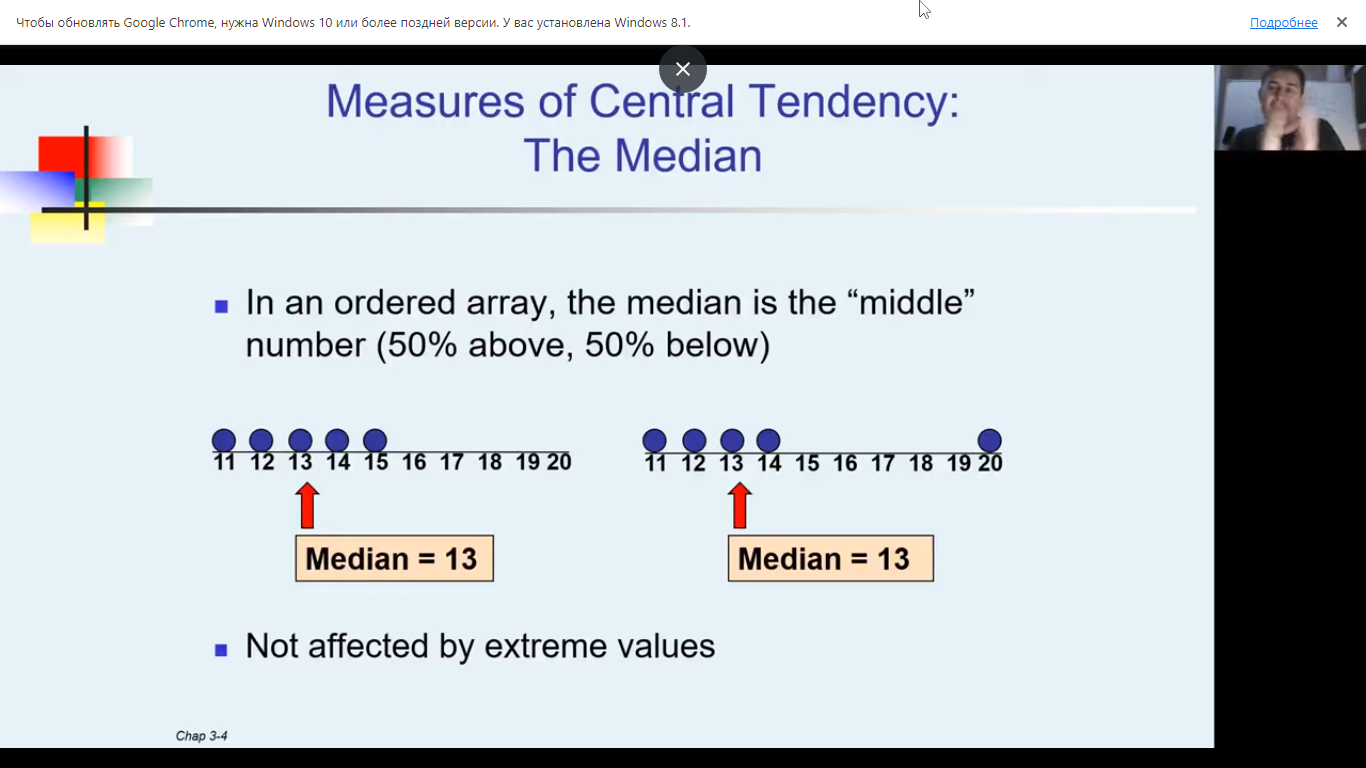 Чтобы обновлять Google Chrome, нужна Windows 10 или более поздней версии. У вас установлена Windows 8.1.
Подробнее
Measures of Central Tendency:
The Median
In an ordered array, the median is the “middle”
number (50% above, 50% below)
11 12 13 14 15 16 17 18 19 20
11 12 13 14 15 16 17 18 19 20
Median = 13
Median = 13
Not affected by extreme values
Chap 3-4